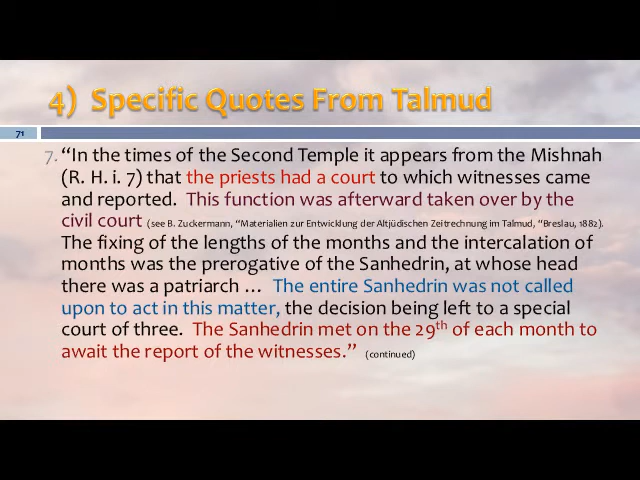 4) Specific Quotes From Talmud
71
7. “In the times of the Second Temple it appears from the Mishnah
(R. H. i. 7) that the priests had a court to which witnesses came
and reported. This function was afterward taken over by the
civil court (see B. Zuckermann, “Materialien zur Entwicklung der Altjüdischen Zeitrechnung im Talmud, “Breslau, 1882).
The fixing of the lengths of the months and the intercalation of
months was the prerogative of the Sanhedrin, at whose head
there was a patriarch … The entire Sanhedrin was not called
upon to act in this matter, the decision being left to a special
court of three. The Sanhedrin met on the 29th of each month to
await the report of the witnesses.” (continued)